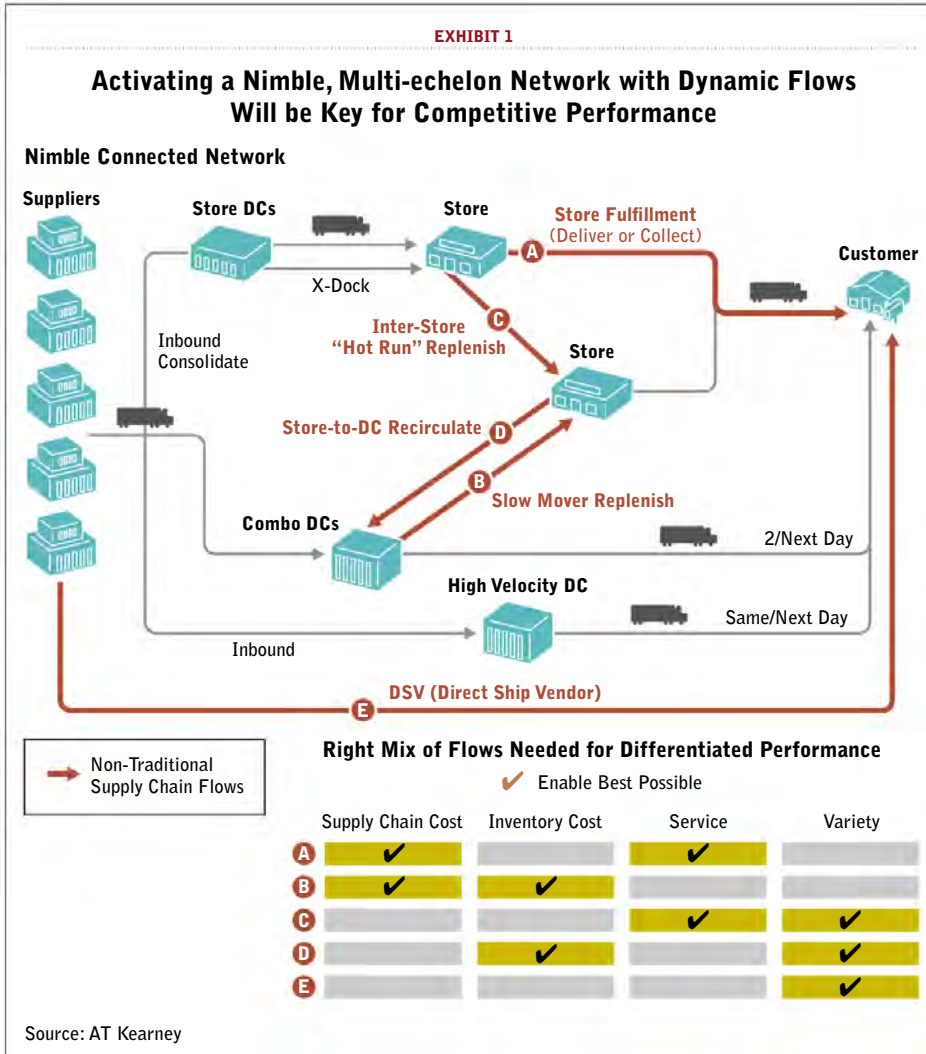 EXHIBIT 1
Activating a Nimble, Multi-echelon Network with Dynamic Flows
Will be Key for Competitive Performance
Nimble Connected Network
Suppliers
Store DCs
Store
Store Fulfillment
(Deliver or Collect)
Customer
A
X-Dock
C
Inbound
Consolidate
Inter-Store
"Hot Run" Replenish
Store
Store-to-DC Recirculate
D
B
Slow Mover Replenish
Combo DCs
2/Next Day
High Velocity DC
Same/Next Day
Inbound
DSV (Direct Ship Vendor)
E
Non-Traditional
Supply Chain Flows
Right Mix of Flows Needed for Differentiated Performance
✔ Enable Best Possible
Supply Chain Cost Inventory Cost Service Variety
A ✔ ✔
B ✔ ✔
C ✔ ✔
D ✔ ✔
E ✔
Source: AT Kearney